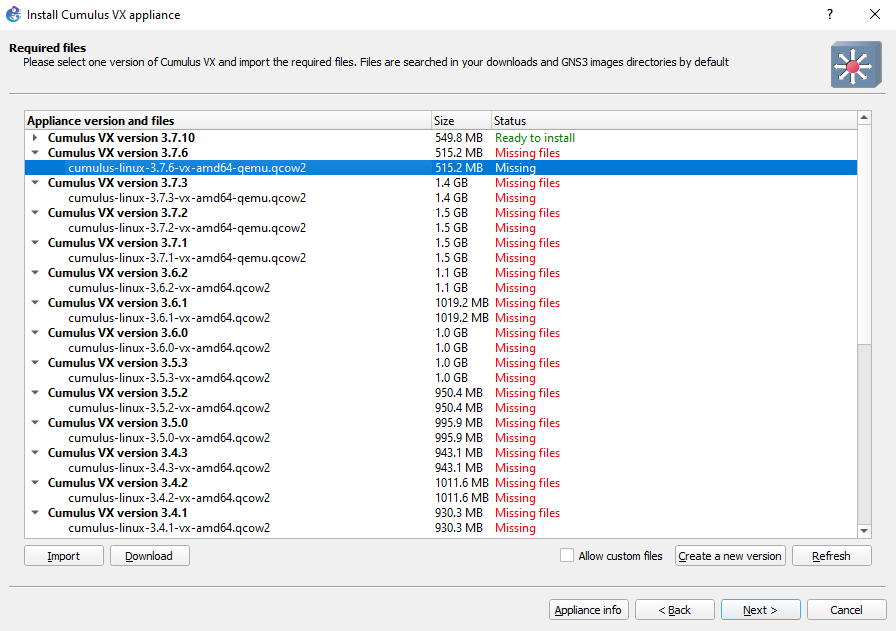 Install Cumulus VX appliance ?
Required files
Please select one version of Cumulus VX and import the required files. Files are searched in your downloads and GNS3 images directories by default
Appliance version and files Size Status
Cumulus VX version 3.7.10 549.8 MB Ready to install
Cumulus VX version 3.7.6 515.2 MB Missing files
cumulus-linux-3.7.6-vx-amd64-qemu.qcow2 515.2 MB Missing
Cumulus VX version 3.7.3 1.4 GB Missing files
cumulus-linux-3.7.3-vx-amd64-qemu.qcow2 1.4 GB Missing
Cumulus VX version 3.7.2 1.5 GB Missing files
cumulus-linux-3.7.2-vx-amd64-qemu.qcow2 1.5 GB Missing
Cumulus VX version 3.7.1 1.5 GB Missing files
cumulus-linux-3.7.1-vx-amd64-qemu.qcow2 1.5 GB Missing
Cumulus VX version 3.6.2 1.1 GB Missing files
cumulus-linux-3.6.2-vx-amd64.qcow2 1.1 GB Missing
Cumulus VX version 3.6.1 1019.2 MB Missing files
cumulus-linux-3.6.1-vx-amd64.qcow2 1019.2 MB Missing
Cumulus VX version 3.6.0 1.0 GB Missing files
cumulus-linux-3.6.0-vx-amd64.qcow2 1.0 GB Missing
Cumulus VX version 3.5.3 1.0 GB Missing files
cumulus-linux-3.5.3-vx-amd64.qcow2 1.0 GB Missing
Cumulus VX version 3.5.2 950.4 MB Missing files
cumulus-linux-3.5.2-vx-amd64.qcow2 950.4 MB Missing
Cumulus VX version 3.5.0 995.9 MB Missing files
cumulus-linux-3.5.0-vx-amd64.qcow2 995.9 MB Missing
Cumulus VX version 3.4.3 943.1 MB Missing files
cumulus-linux-3.4.3-vx-amd64.qcow2 943.1 MB Missing
Cumulus VX version 3.4.2 1011.6 MB Missing files
cumulus-linux-3.4.2-vx-amd64.qcow2 1011.6 MB Missing
Cumulus VX version 3.4.1 930.3 MB Missing files
cumulus-linux-3.4.1-vx-amd64.qcow2 930.3 MB Missing
Import Download Allow custom files Create a new version Refresh
Appliance info < Back Next > Cancel